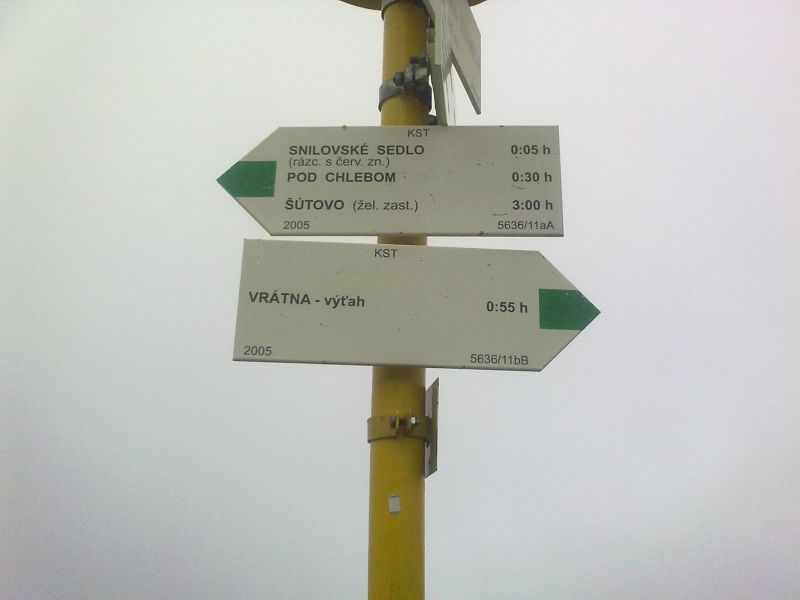 KST
SNILOVSKÉ SEDLO 0:05 h
(rázc. s červ. zn.)
POD CHLEBOM 0:30 h
ŠÚTOVO (žel. zast.) 3:00 h
2005 5636/11aA
KST
VRÁTNA - výťah 0:55 h
2005 5636/11bB